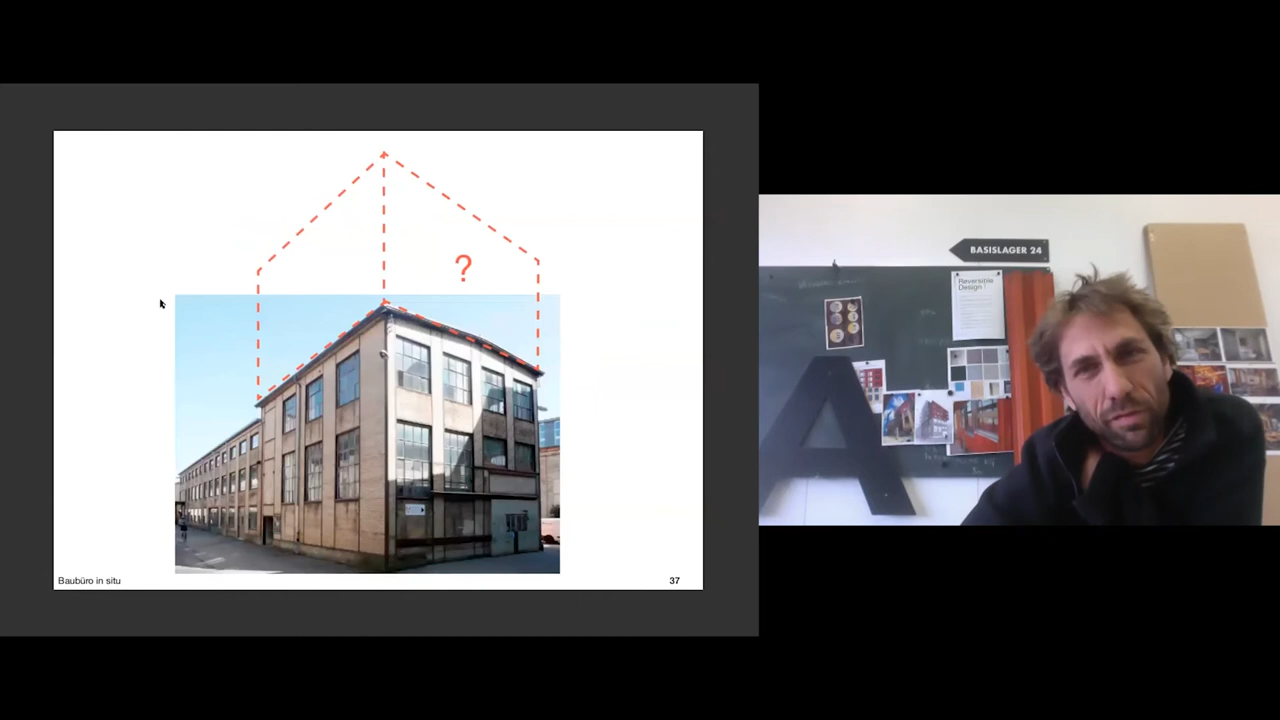 ?
Baubüro in situ
37
BASISLAGER 24
Reversible
Design !
A